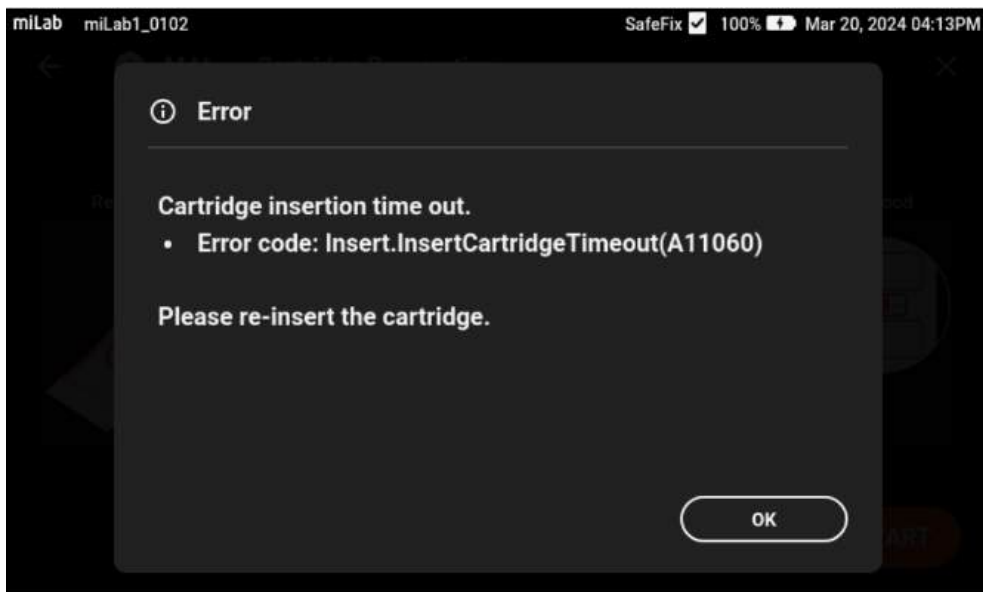 miLab miLab1_0102 SafeFix 100% Mar 20, 2024 04:13PM
Error
Cartridge insertion time out.
• Error code: Insert.InsertCartridgeTimeout(A11060)
Please re-insert the cartridge.
OK